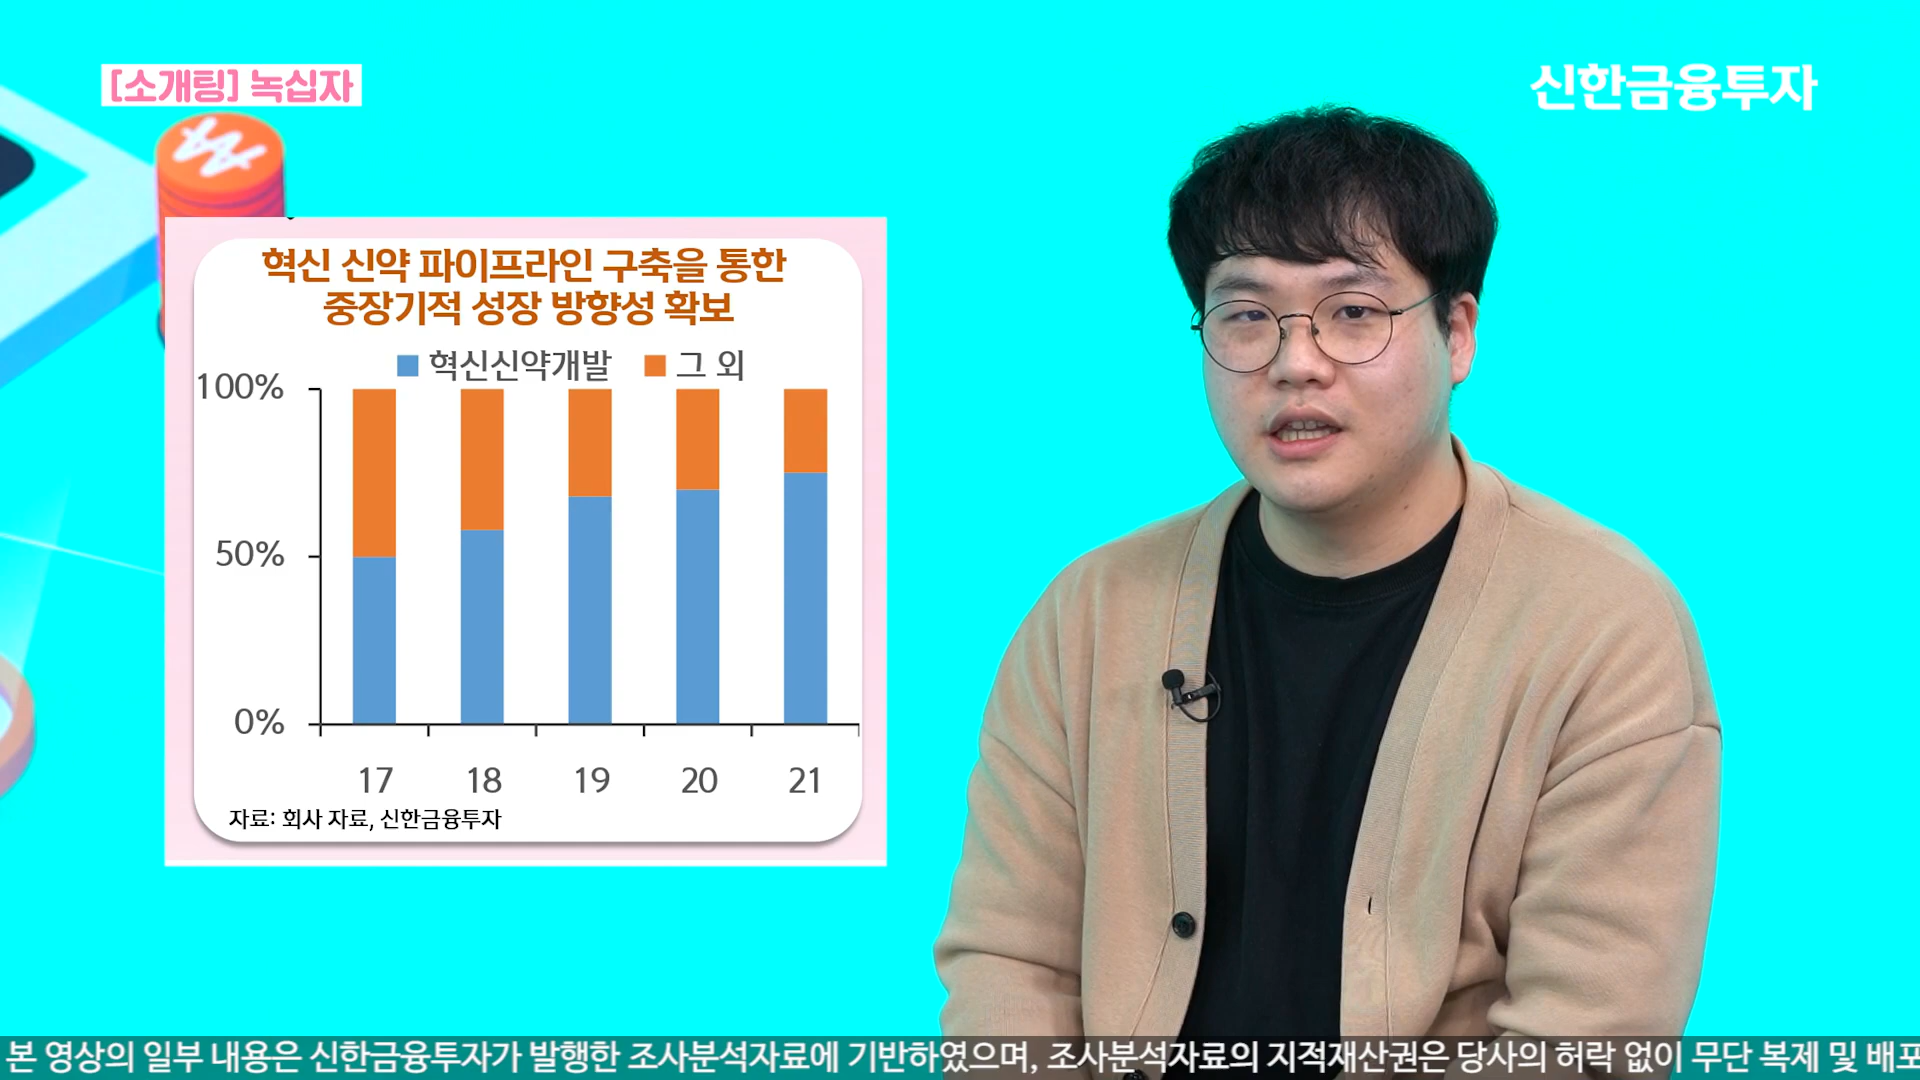 [소개팅] 녹십자
신한금융투자
혁신 신약 파이프라인 구축을 통한
중장기적 성장 방향성 확보
혁신신약개발 그 외
100%
50%
0%
17 18 19 20 21
자료: 회사 자료, 신한금융투자
본 영상의 일부 내용은 신한금융투자가 발행한 조사분석자료에 기반하였으며, 조사분석자료의 지적재산권은 당사의 허락 없이 무단 복제 및 배포